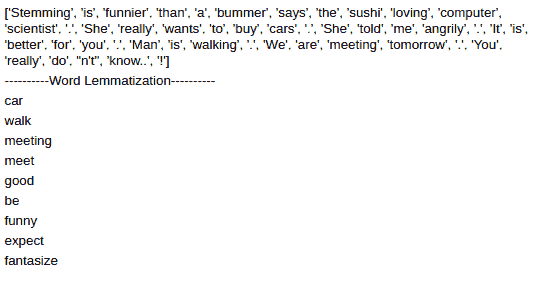 ['Stemming', 'is', 'funnier', 'than', 'a', 'bummer', 'says', 'the', 'sushi', 'loving', 'computer',
'scientist', '.', 'She', 'really', 'wants', 'to', 'buy', 'cars', '.', 'She', 'told', 'me', 'angrily', '.', 'It', 'is',
'better', 'for', 'you', '.', 'Man', 'is', 'walking', '.', 'We', 'are', 'meeting', 'tomorrow', '.', 'You',
'really', 'do', "n't", 'know..', '!']
----------Word Lemmatization----------
car
walk
meeting
meet
good
be
funny
expect
fantasize